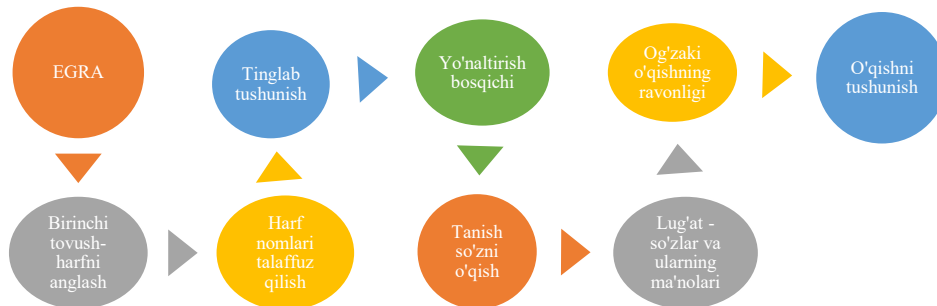 EGRA
Birinchi
tovush-
harfni
anglash
Harf
nomlari
talaffuz
qilish
Tinglab
tushunish
Yo'naltirish
bosqichi
Tanish
so'zni
o'qish
Lug'at -
so'zlar va
ularning
ma'nolari
Og'zaki
o'qishning
ravonligi
O'qishni
tushunish